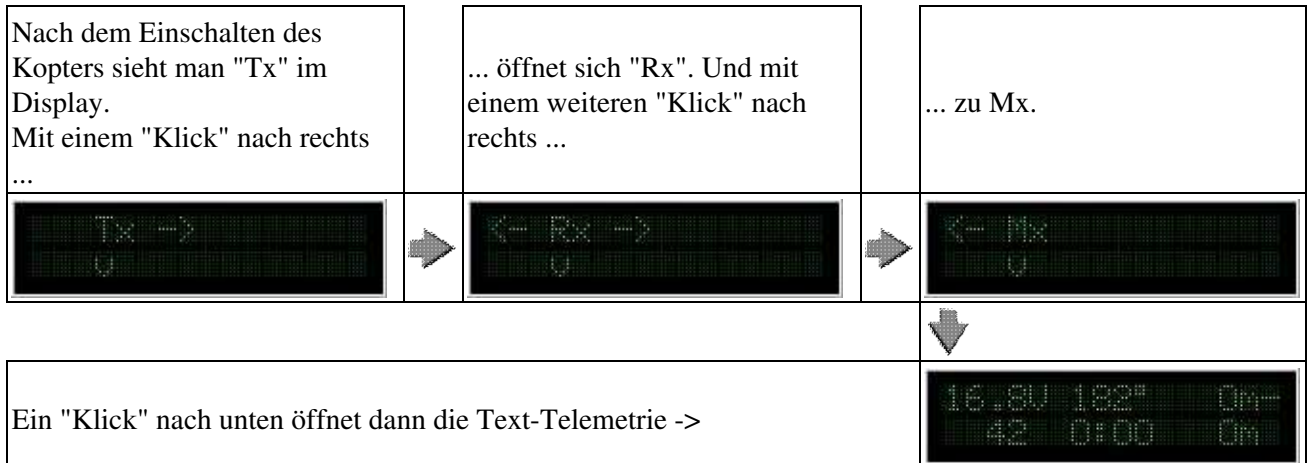 Nach dem Einschalten des
Kopters sieht man "Tx" im
Display.
Mit einem "Klick" nach rechts
...
... öffnet sich "Rx". Und mit
einem weiteren "Klick" nach
rechts ...
... zu Mx.
Tx ->
V
<- Rx ->
V
<- Mx
V
Ein "Klick" nach unten öffnet dann die Text-Telemetrie ->
16.8V 182° 0m-
42 0:00 0m